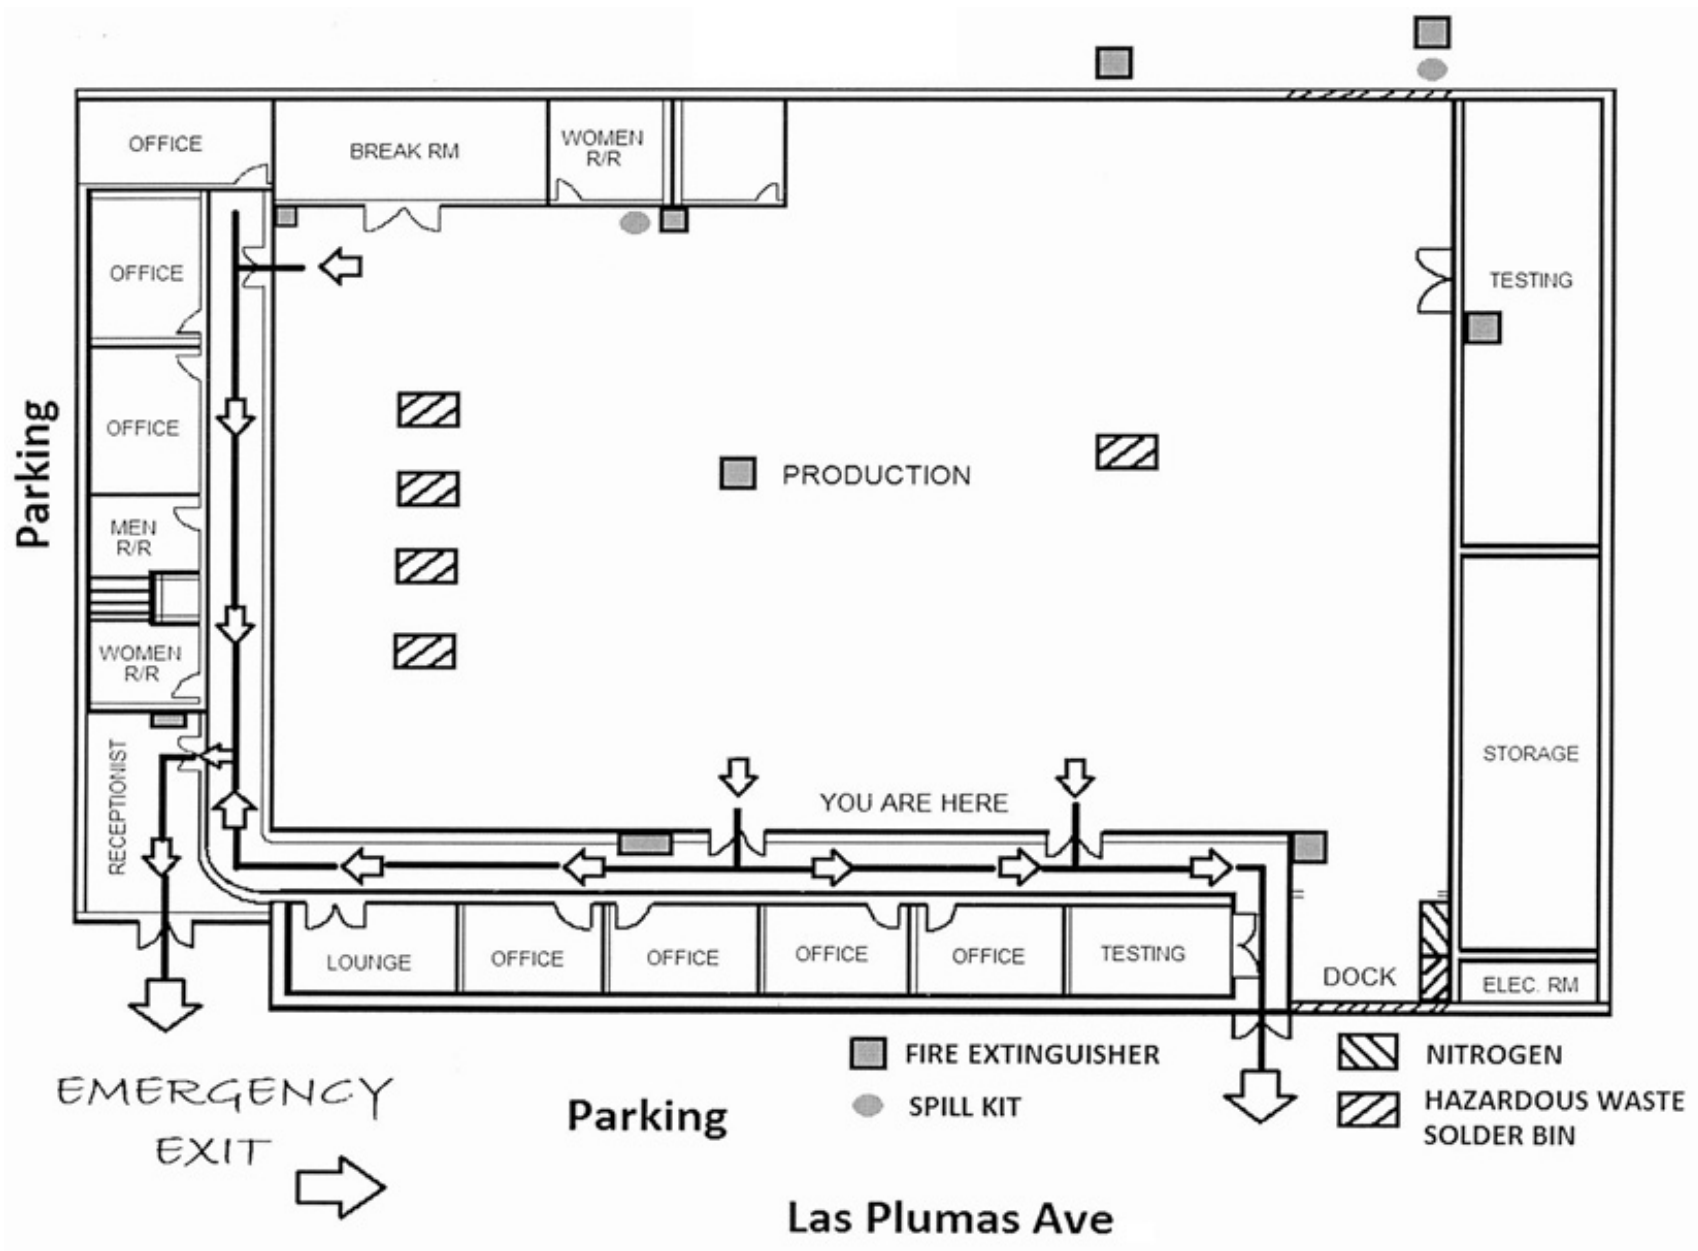 OFFICE
BREAK RM
WOMEN
R/R
OFFICE
TESTING
OFFICE
Parking
PRODUCTION
MEN
R/R
WOMEN
R/R
RECEPTIONIST
STORAGE
YOU ARE HERE
LOUNGE
OFFICE
OFFICE
OFFICE
OFFICE
TESTING
DOCK
ELEC. RM
FIRE EXTINGUISHER
NITROGEN
SPILL KIT
HAZARDOUS WASTE
SOLDER BIN
EMERGENCY
EXIT
Parking
Las Plumas Ave